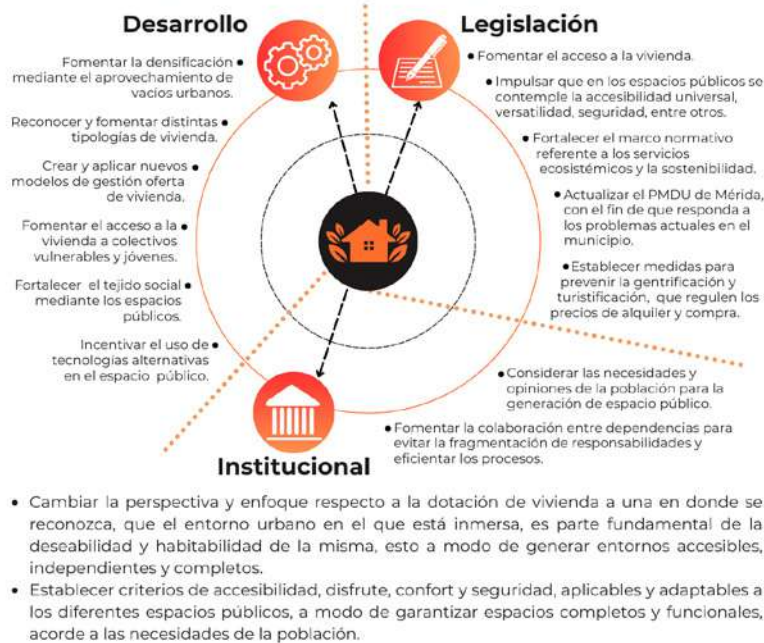 Desarrollo
Fomentar la densificación •
mediante el aprovechamiento de
vacíos urbanos.
Reconocer y fomentar distintas •
tipologías de vivienda.
Crear y aplicar nuevos •
modelos de gestión oferta
de vivienda.
Fomentar el acceso a la •
vivienda a colectivos
vulnerables y jóvenes.
Fortalecer el tejido social •
mediante los espacios
públicos.
Incentivar el uso de •
tecnologías alternativas
en el espacio público.
Legislación
• Fomentar el acceso a la vivienda.
• Impulsar que en los espacios públicos se
contemple la accesibilidad universal,
versatilidad, seguridad, entre otros.
• Fortalecer el marco normativo
referente a los servicios
ecosistémicos y la sostenibilidad.
• Actualizar el PMDU de Mérida,
con el fin de que responda a
los problemas actuales en el
municipio.
• Establecer medidas para
prevenir la gentrificación y
turistificación, que regulen los
precios de alquiler y compra.
Institucional
• Considerar las necesidades y
opiniones de la población para la
generación de espacio público.
• Fomentar la colaboración entre dependencias para
evitar la fragmentación de responsabilidades y
eficientar los procesos.
• Cambiar la perspectiva y enfoque respecto a la dotación de vivienda a una en donde se
reconozca, que el entorno urbano en el que está inmersa, es parte fundamental de la
deseabilidad y habitabilidad de la misma, esto a modo de generar entornos accesibles,
independientes y completos.
• Establecer criterios de accesibilidad, disfrute, confort y seguridad, aplicables y adaptables a
los diferentes espacios públicos, a modo de garantizar espacios completos y funcionales,
acorde a las necesidades de la población.